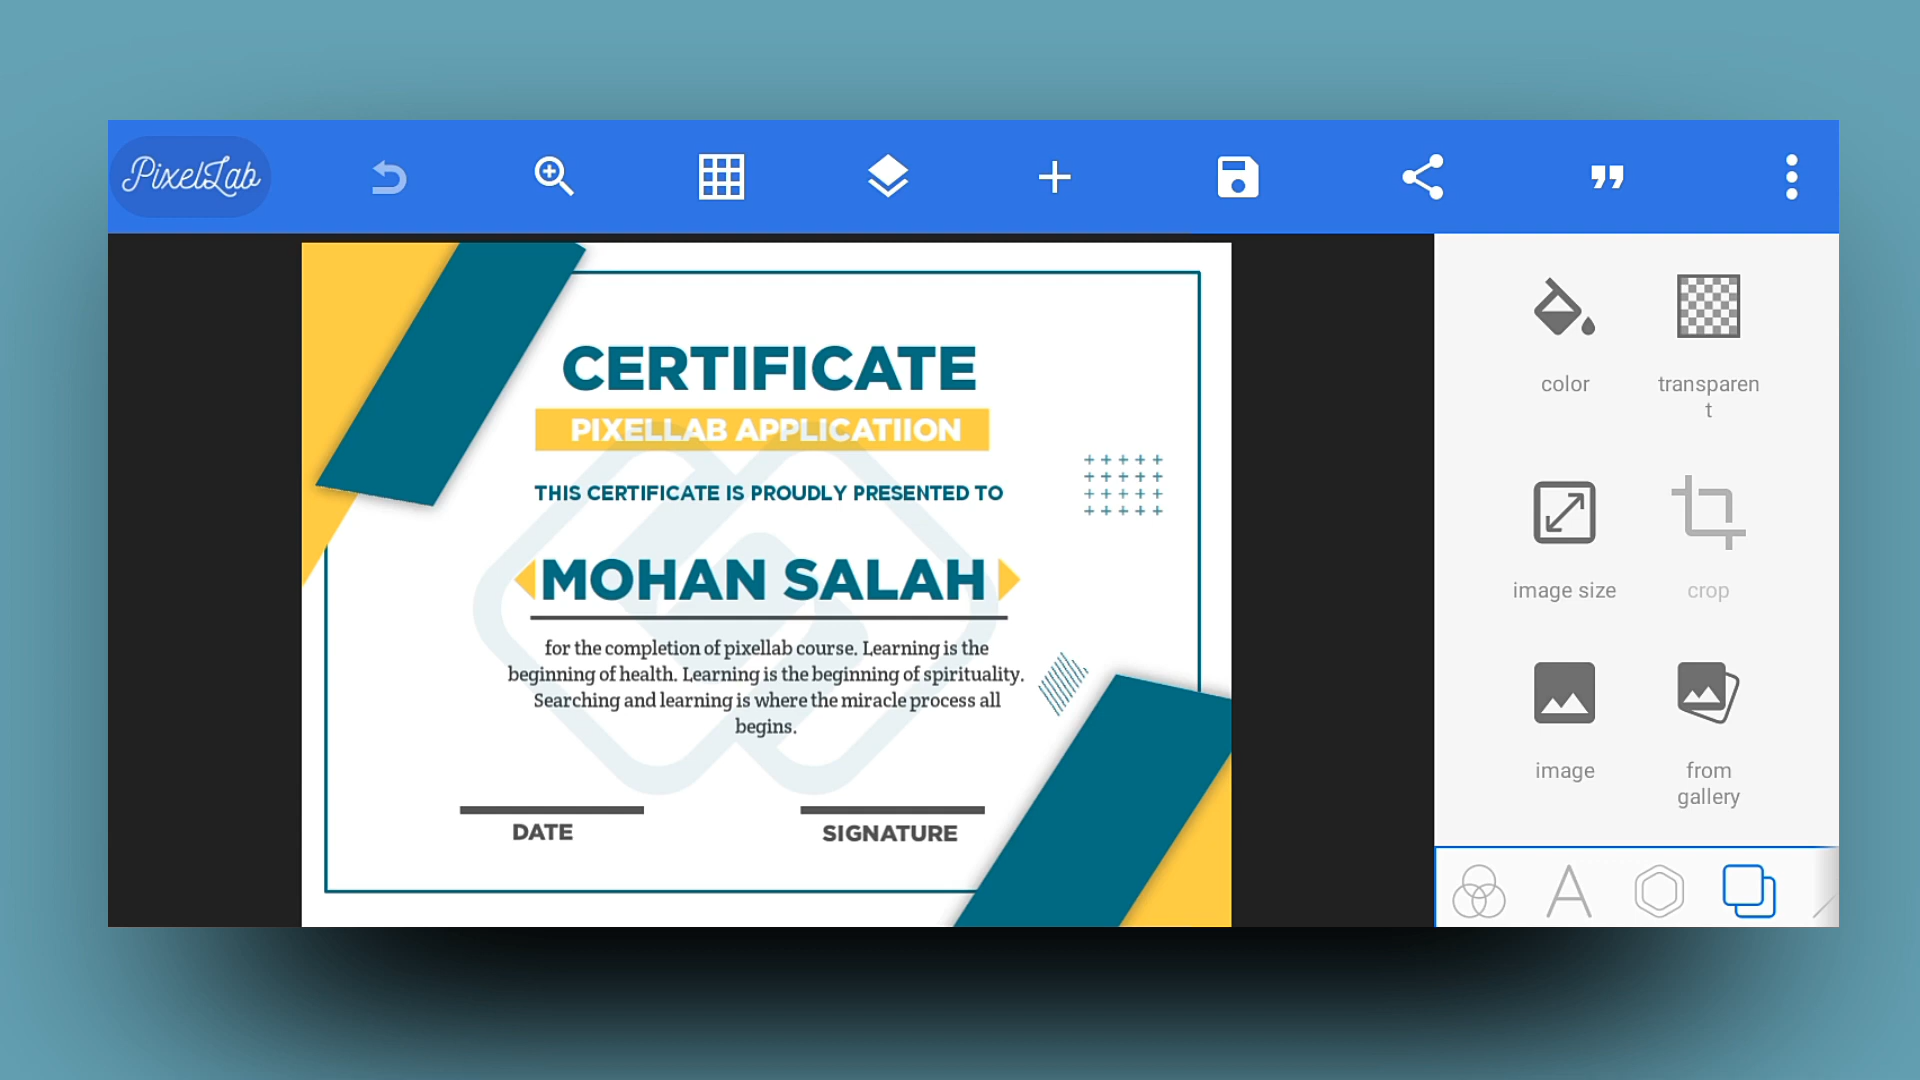 PixelLab
CERTIFICATE
PIXELLAB APPLICATIION
THIS CERTIFICATE IS PROUDLY PRESENTED TO
MOHAN SALAH
for the completion of pixellab course. Learning is the
beginning of health. Learning is the beginning of spirituality.
Searching and learning is where the miracle process all
begins.
DATE
SIGNATURE
color
transparen
t
image size
crop
image
from
gallery